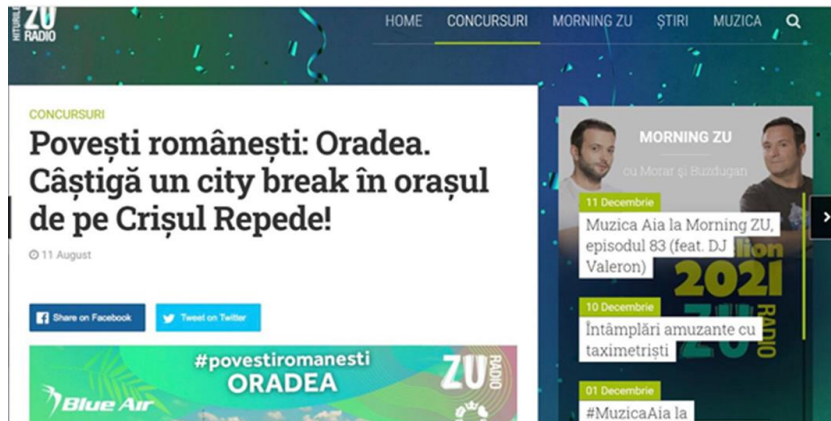 HITURILE
ZU
RADIO
HOME CONCURSURI MORNING ZU ȘTIRI MUZICA
CONCURSURI
Povești românești: Oradea.
Câștigă un city break în orașul
de pe Crișul Repede!
11 August
Share on Facebook Tweet on Twitter
#povestiromanesti
ORADEA
ZU RADIO
Blue Air
MORNING ZU
cu Morar și Buzdugan
11 Decembrie
Muzica Aia la Morning ZU,
episodul 83 (feat. DJ
Valeron)
lion
2021
ZU RADIO
10 Decembrie
Întâmplări amuzante cu
taximetriști
01 Decembrie
#MuzicaAia la